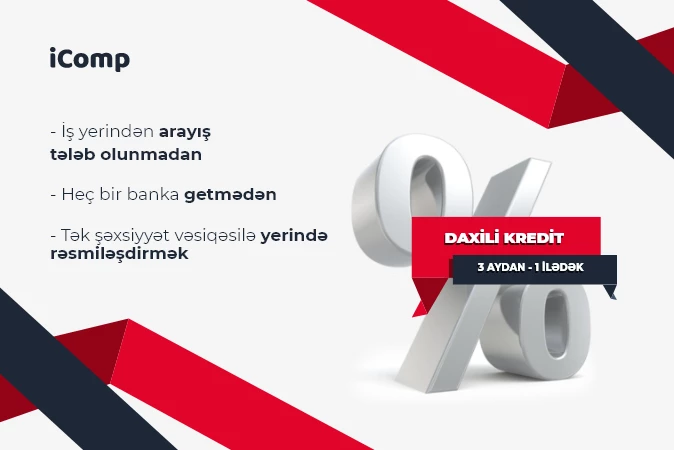 iComp
- İş yerindən arayış
tələb olunmadan
- Heç bir banka getmədən
- Tək şəxsiyyət vəsiqəsilə yerində
rəsmiləşdirmək
%
DAXİLİ KREDİT
3 AYDAN - 1 İLƏDƏK